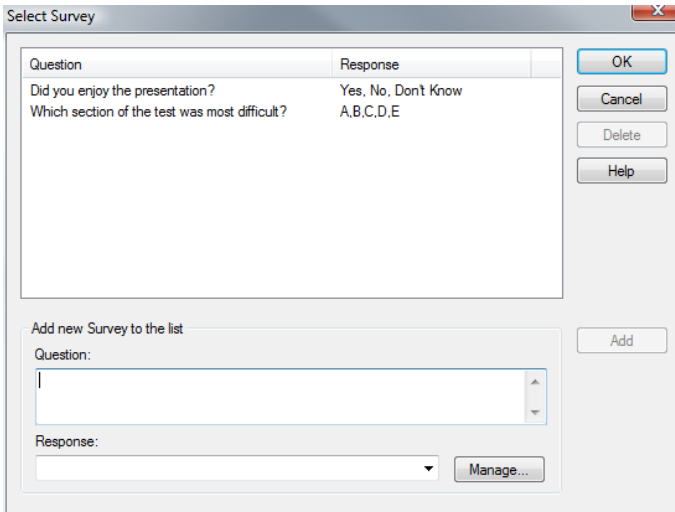 Select Survey
Question Response
Did you enjoy the presentation? Yes, No, Don't Know
Which section of the test was most difficult? A,B,C,D,E
OK
Cancel
Delete
Help
Add new Survey to the list
Question:
Add
Response:
Manage...